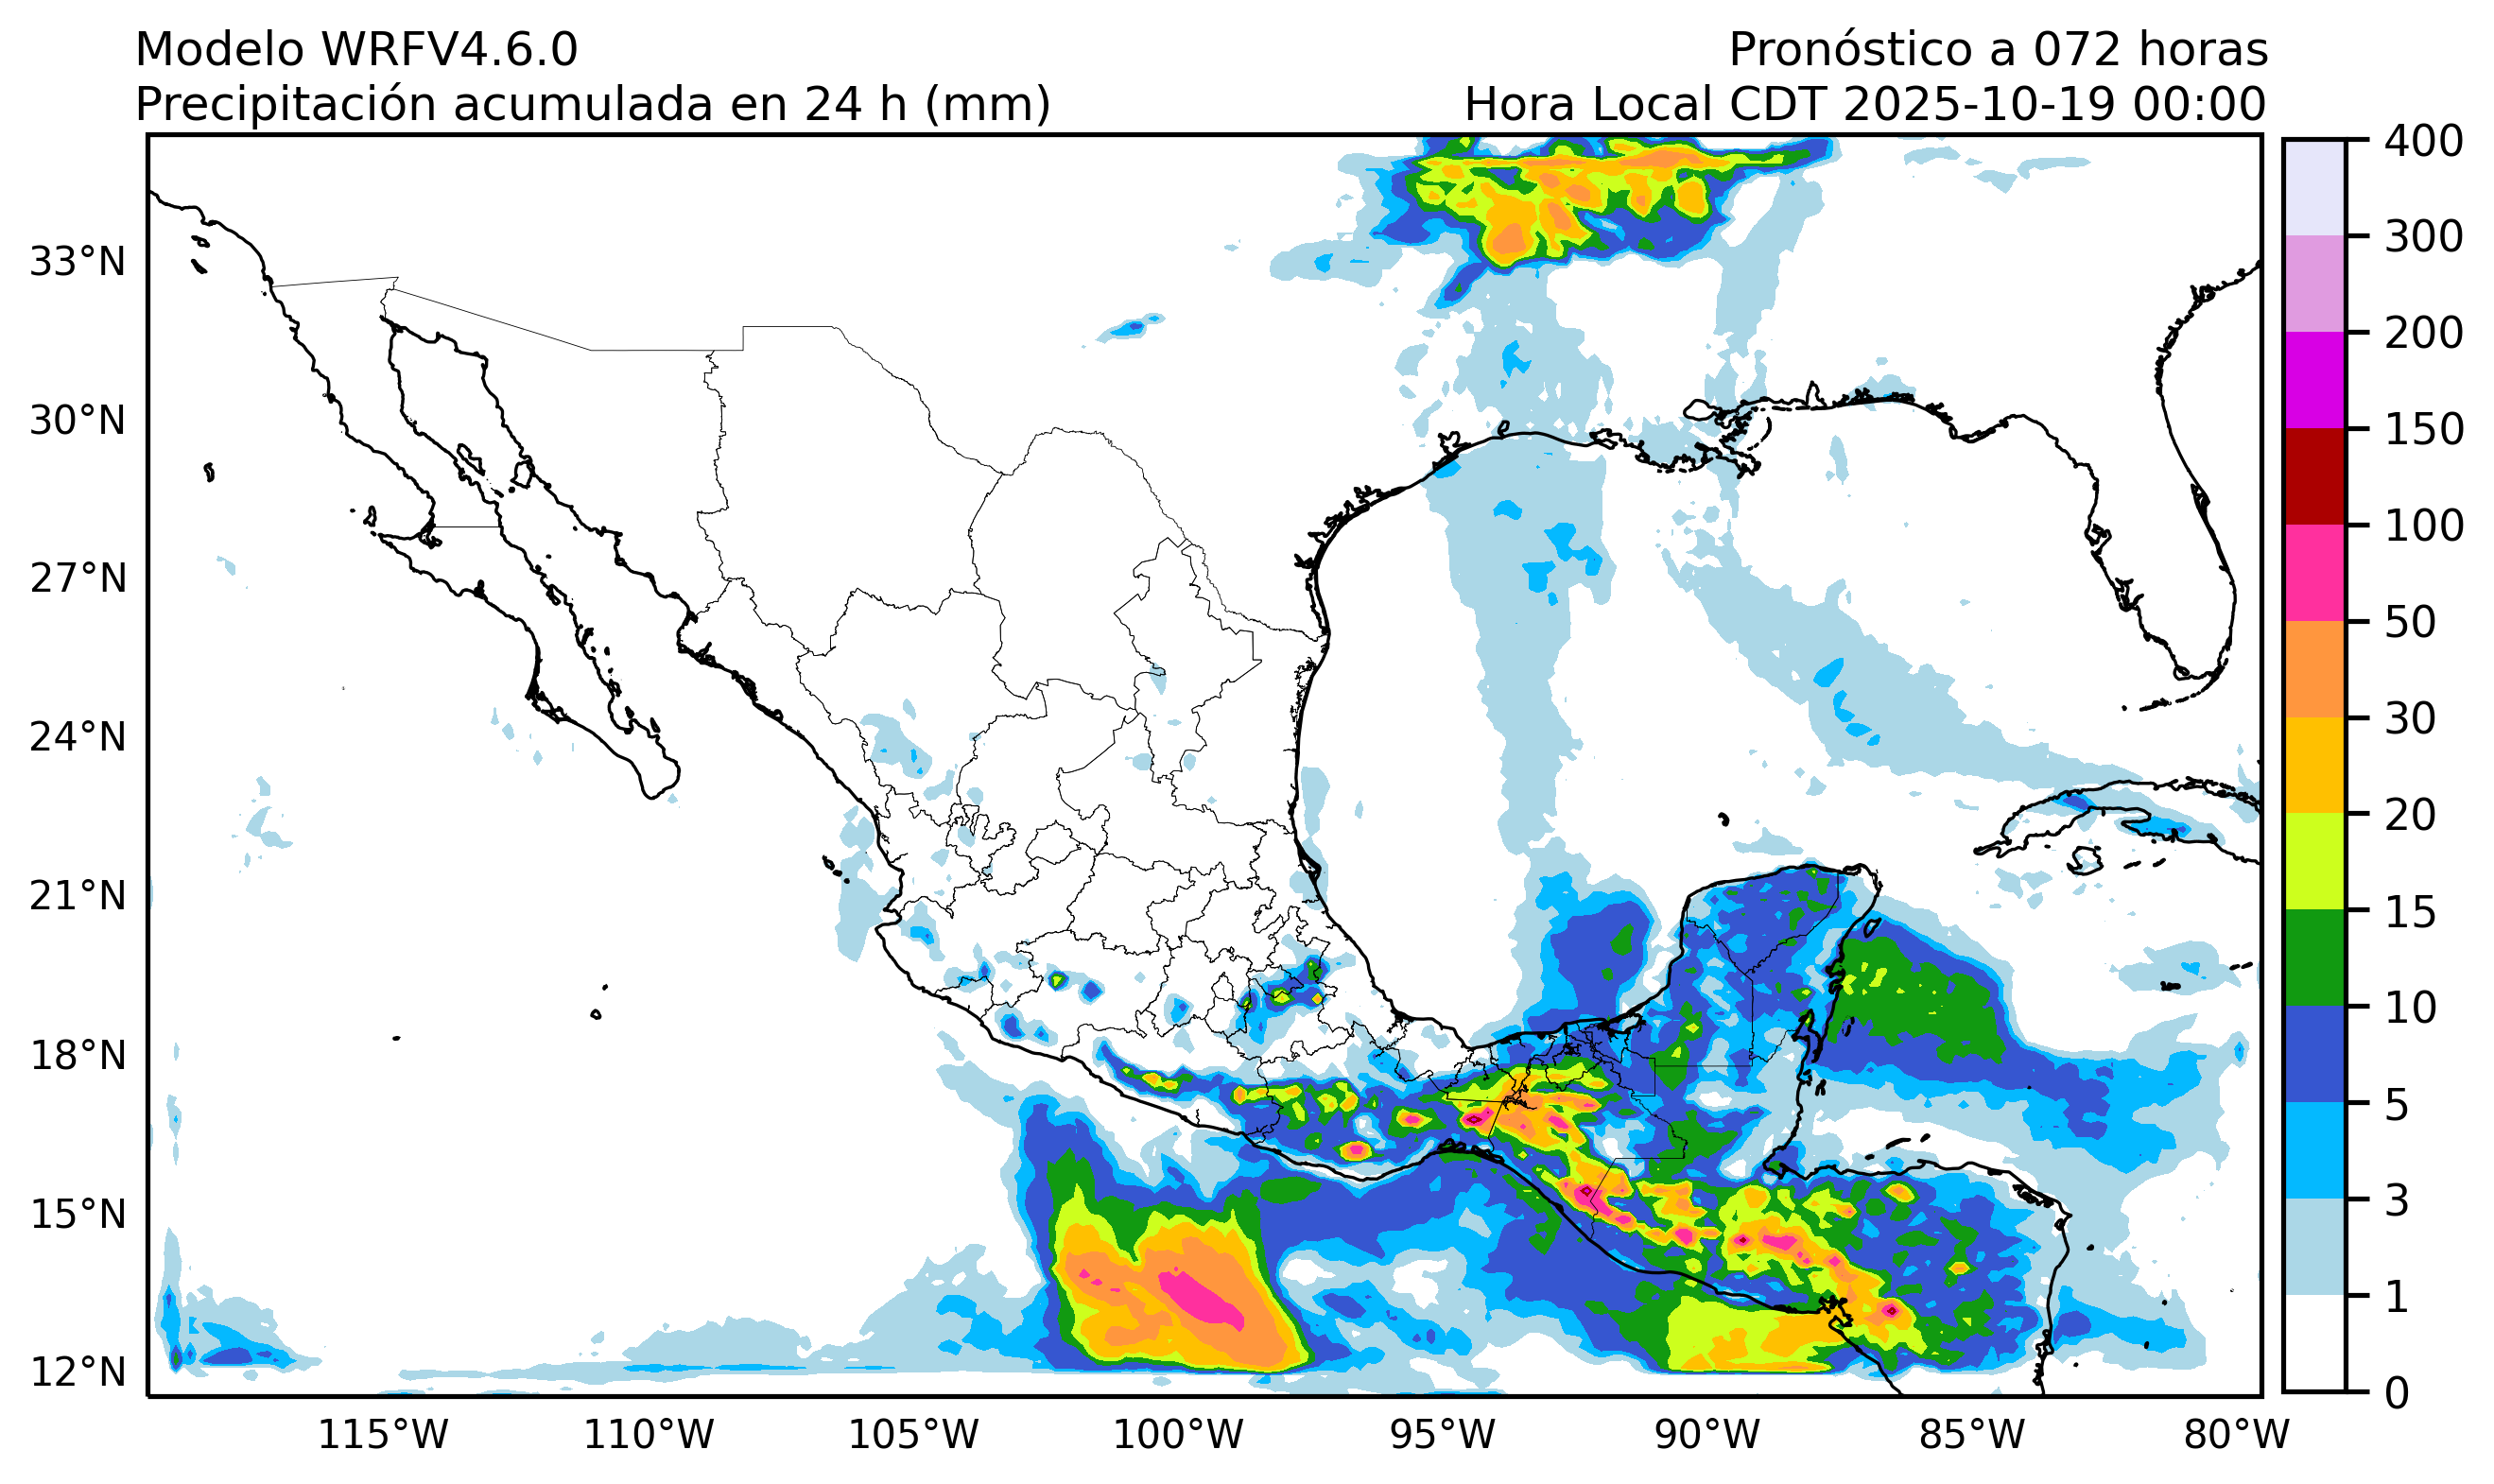 Modelo WRFV4.6.0
Pronóstico a 072 horas
Precipitación acumulada en 24 h (mm)
Hora Local CDT 2025-10-19 00:00
33°N
30°N
27°N
24°N
21°N
18°N
15°N
12°N
115°W
110°W
105°W
100°W
95°W
90°W
85°W
80°W
400
300
200
150
100
50
30
20
15
10
5
3
1
0